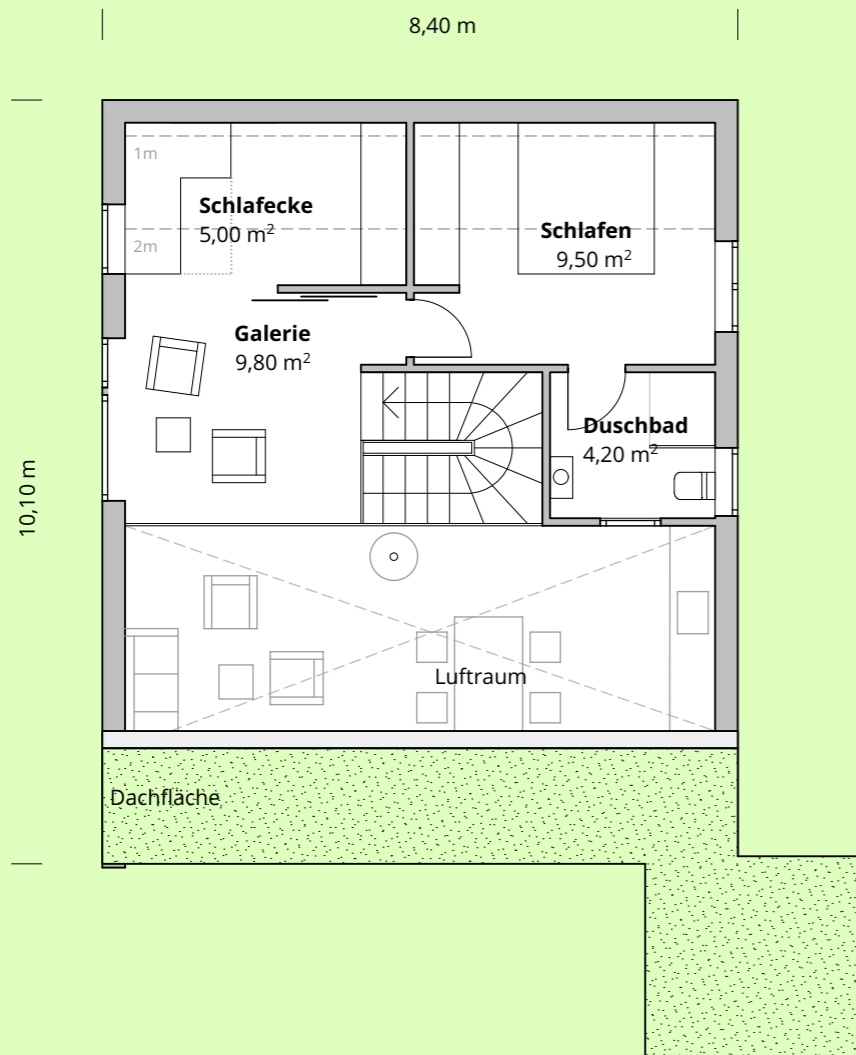 8,40 m
1m
Schlafecke
5,00 m²
2m
Schlafen
9,50 m²
Galerie
9,80 m²
Duschbad
4,20 m²
10,10 m
Luftraum
Dachfläche